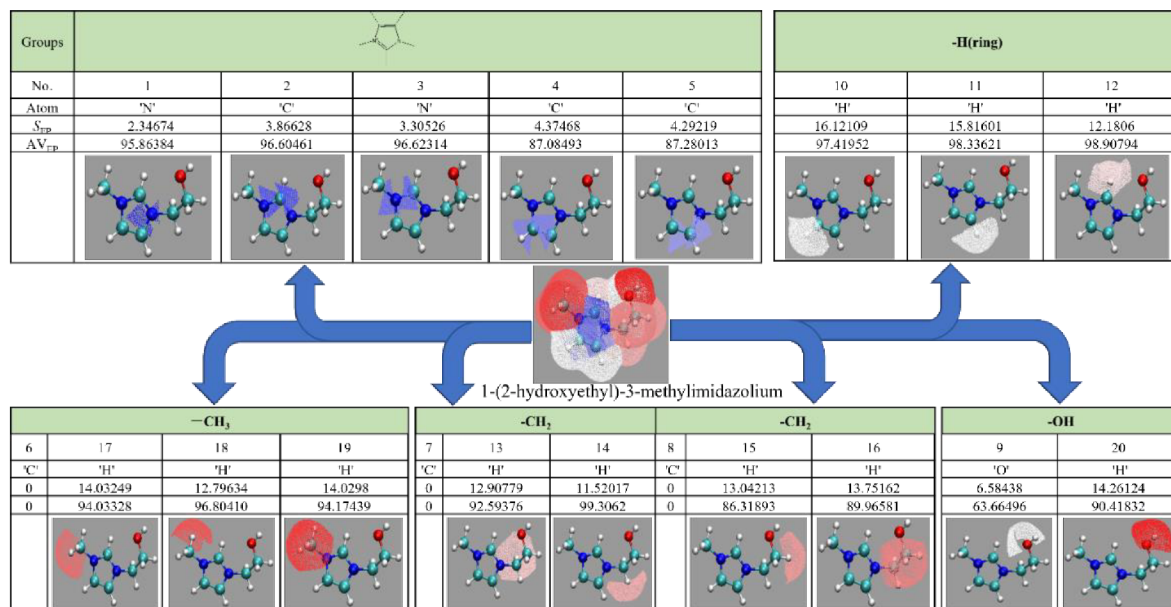 Groups
-H(ring)
No. 1 2 3 4 5 10 11 12
Atom 'N' 'C' 'N' 'C' 'C' 'H' 'H' 'H'
S_EP 2.34674 3.86628 3.30526 4.37468 4.29219 16.12109 15.81601 12.1806
AV_EP 95.86384 96.60461 96.62314 87.08493 87.28013 97.41952 98.33621 98.90794
1-(2-hydroxyethyl)-3-methylimidazolium
—CH₃ -CH₂ -CH₂ -OH
6 17 18 19 7 13 14 8 15 16 9 20
'C' 'H' 'H' 'H' 'C' 'H' 'H' 'C' 'H' 'H' 'O' 'H'
0 14.03249 12.79634 14.0298 0 12.90779 11.52017 0 13.04213 13.75162 6.58438 14.26124
0 94.03328 96.80410 94.17439 0 92.59376 99.3062 0 86.31893 89.96581 63.66496 90.41832